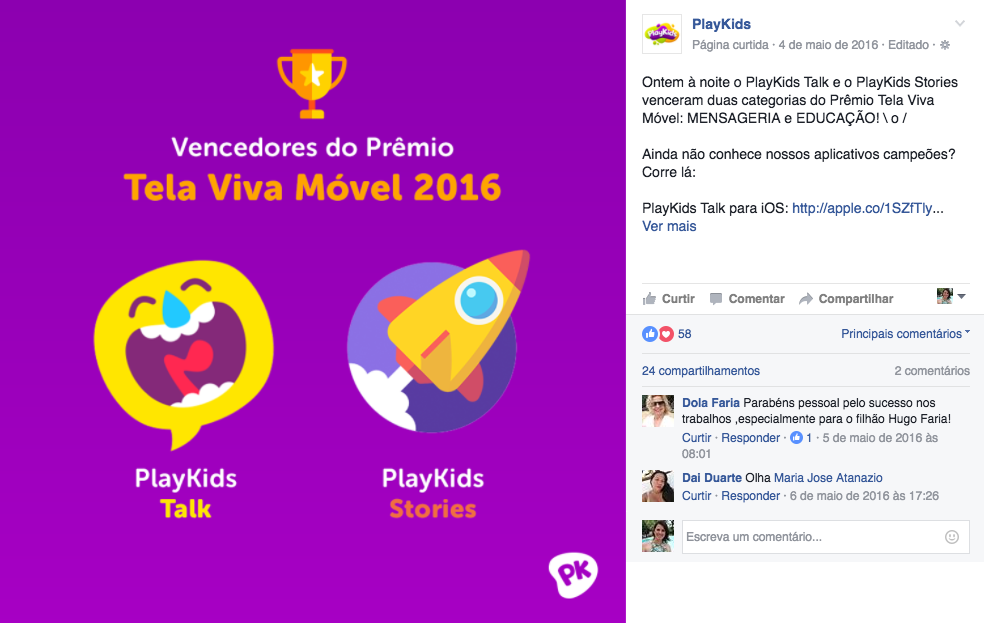 Vencedores do Prêmio
Tela Viva Móvel 2016
PlayKids
Talk
PlayKids
Stories
PK
PlayKids
PlayKids
Página curtida · 4 de maio de 2016 · Editado ·
Ontem à noite o PlayKids Talk e o PlayKids Stories
venceram duas categorias do Prêmio Tela Viva
Móvel: MENSAGERIA e EDUCAÇÃO! \ o /
Ainda não conhece nossos aplicativos campeões?
Corre lá:
PlayKids Talk para iOS: http://apple.co/1SZfTly...
Ver mais
Curtir Comentar Compartilhar
58 Principais comentários
24 compartilhamentos 2 comentários
Dola Faria Parabéns pessoal pelo sucesso nos
trabalhos ,especialmente para o filhão Hugo Faria!
Curtir · Responder · 1 · 5 de maio de 2016 às
08:01
Dai Duarte Olha Maria Jose Atanazio
Curtir · Responder · 6 de maio de 2016 às 17:26
Escreva um comentário...